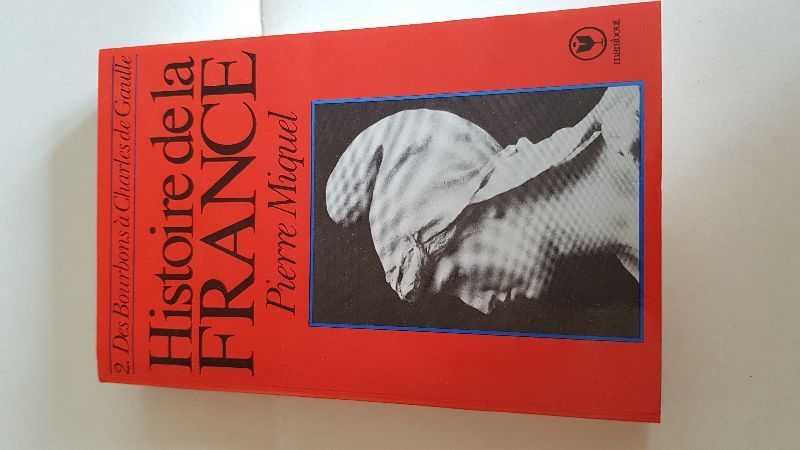 2. Des Bourbons à Charles de Gaulle
Histoire de la
FRANCE
Pierre Miquel
marabout